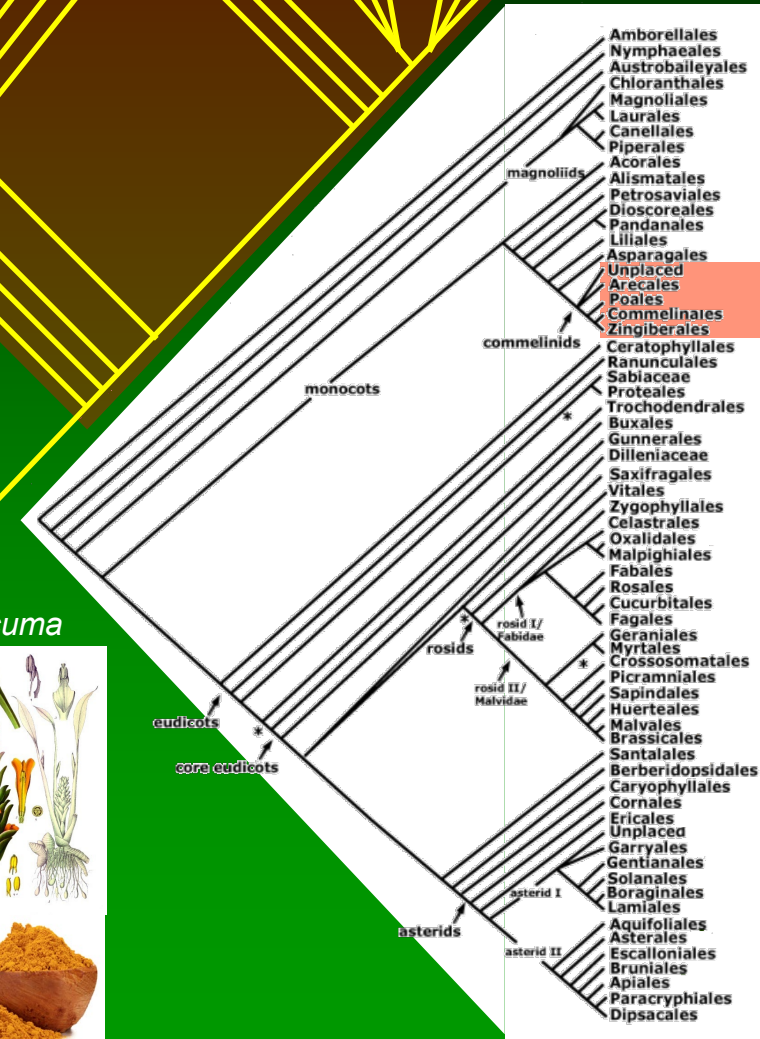 Amborellales
Nymphaeales
Austrobaileyales
Chloranthales
Magnoliales
Laurales
Canellales
Piperales
magnoliids
Acorales
Alismatales
Petrosaviales
Dioscoreales
Pandanales
Liliales
Asparagales
Unplaced
Arecales
Poales
Commelinales
Zingiberales
commelinids
monocots
Ceratophyllales
Ranunculales
Sabiaceae
Proteales
*
Trochodendrales
Buxales
Gunnerales
Dilleniaceae
Saxifragales
Vitales
Zygophyllales
Celastrales
Oxalidales
Malpighiales
Fabales
Rosales
Cucurbitales
Fagales
rosid I/
Fabidae
*
rosids
Geraniales
Myrtales
*
Crossosomatales
Picramniales
Sapindales
Huerteales
Malvales
Brassicales
rosid II/
Malvidae
cuma
eudicots
*
core eudicots
Santalales
Berberidopsidales
Caryophyllales
Cornales
Ericales
Unplaced
Garryales
Gentianales
Solanales
Boraginales
Lamiales
asterid I
asterids
Aquifoliales
Asterales
Escalloniales
Bruniales
Apiales
Paracryphiales
Dipsacales
asterid II